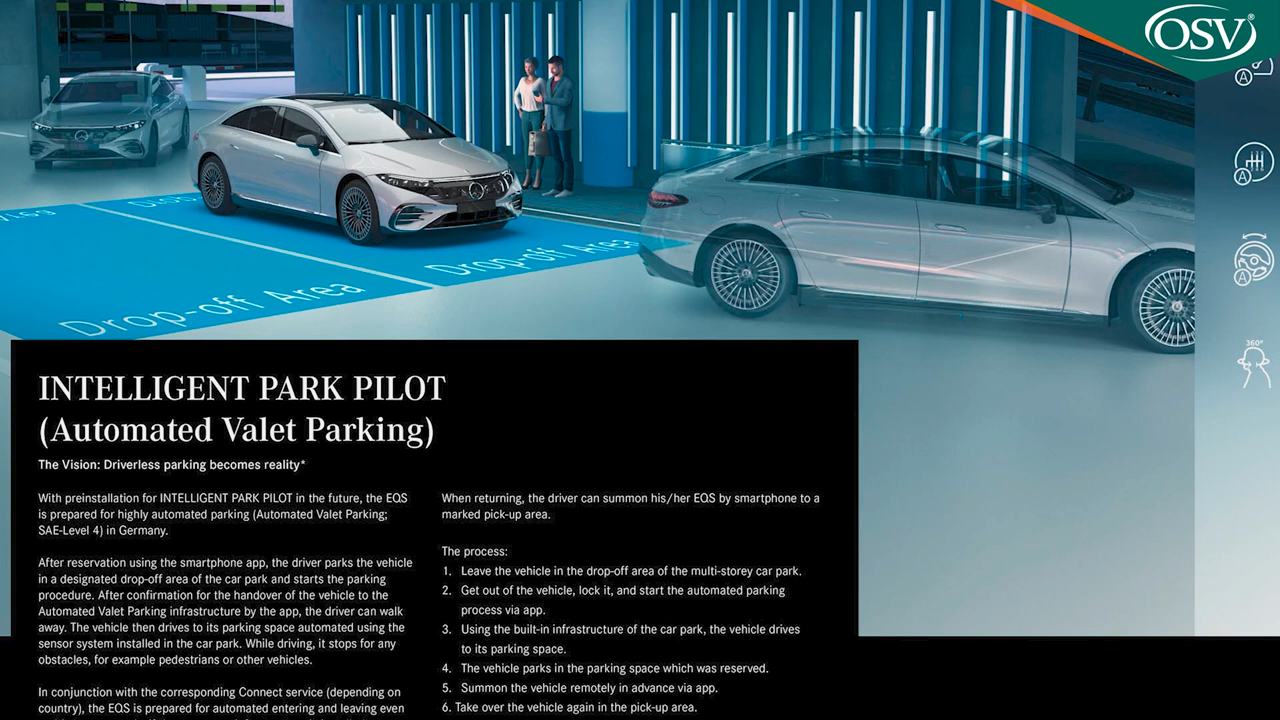 OSV®
Drop-off Area
Drop-off Area
A
A
A
360°
INTELLIGENT PARK PILOT
(Automated Valet Parking)
The Vision: Driverless parking becomes reality*
With preinstallation for INTELLIGENT PARK PILOT in the future, the EQS
is prepared for highly automated parking (Automated Valet Parking;
SAE-Level 4) in Germany.
After reservation using the smartphone app, the driver parks the vehicle
in a designated drop-off area of the car park and starts the parking
procedure. After confirmation for the handover of the vehicle to the
Automated Valet Parking infrastructure by the app, the driver can walk
away. The vehicle then drives to its parking space automated using the
sensor system installed in the car park. While driving, it stops for any
obstacles, for example pedestrians or other vehicles.
In conjunction with the corresponding Connect service (depending on
country), the EQS is prepared for automated entering and leaving even
When returning, the driver can summon his/her EQS by smartphone to a
marked pick-up area.
The process:
1. Leave the vehicle in the drop-off area of the multi-storey car park.
2. Get out of the vehicle, lock it, and start the automated parking
process via app.
3. Using the built-in infrastructure of the car park, the vehicle drives
to its parking space.
4. The vehicle parks in the parking space which was reserved.
5. Summon the vehicle remotely in advance via app.
6. Take over the vehicle again in the pick-up area.